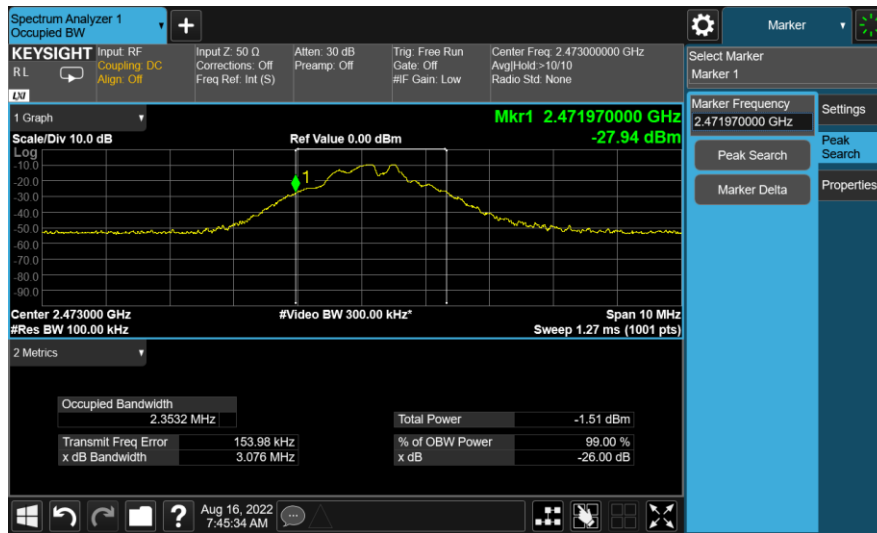 Spectrum Analyzer 1
Occupied BW
Marker
KEYSIGHT
RL
LXI
Input: RF
Coupling: DC
Align: Off
Input Z: 50 Ω
Corrections: Off
Freq Ref: Int (S)
Atten: 30 dB
Preamp: Off
Trig: Free Run
Gate: Off
#IF Gain: Low
Center Freq: 2.473000000 GHz
Avg|Hold:>10/10
Radio Std: None
Select Marker
Marker 1
Marker Frequency
2.471970000 GHz
Peak Search
Marker Delta
Settings
Peak
Search
Properties
1 Graph
Mkr1 2.471970000 GHz
Scale/Div 10.0 dB
Ref Value 0.00 dBm
-27.94 dBm
Log
-10.0
1
-20.0
-30.0
-40.0
-50.0
-60.0
-70.0
-80.0
-90.0
Center 2.473000 GHz
#Video BW 300.00 kHz*
Span 10 MHz
#Res BW 100.00 kHz
Sweep 1.27 ms (1001 pts)
2 Metrics
Occupied Bandwidth
2.3532 MHz
Total Power -1.51 dBm
Transmit Freq Error 153.98 kHz
% of OBW Power 99.00 %
x dB Bandwidth 3.076 MHz
x dB -26.00 dB
?
Aug 16, 2022
7:45:34 AM